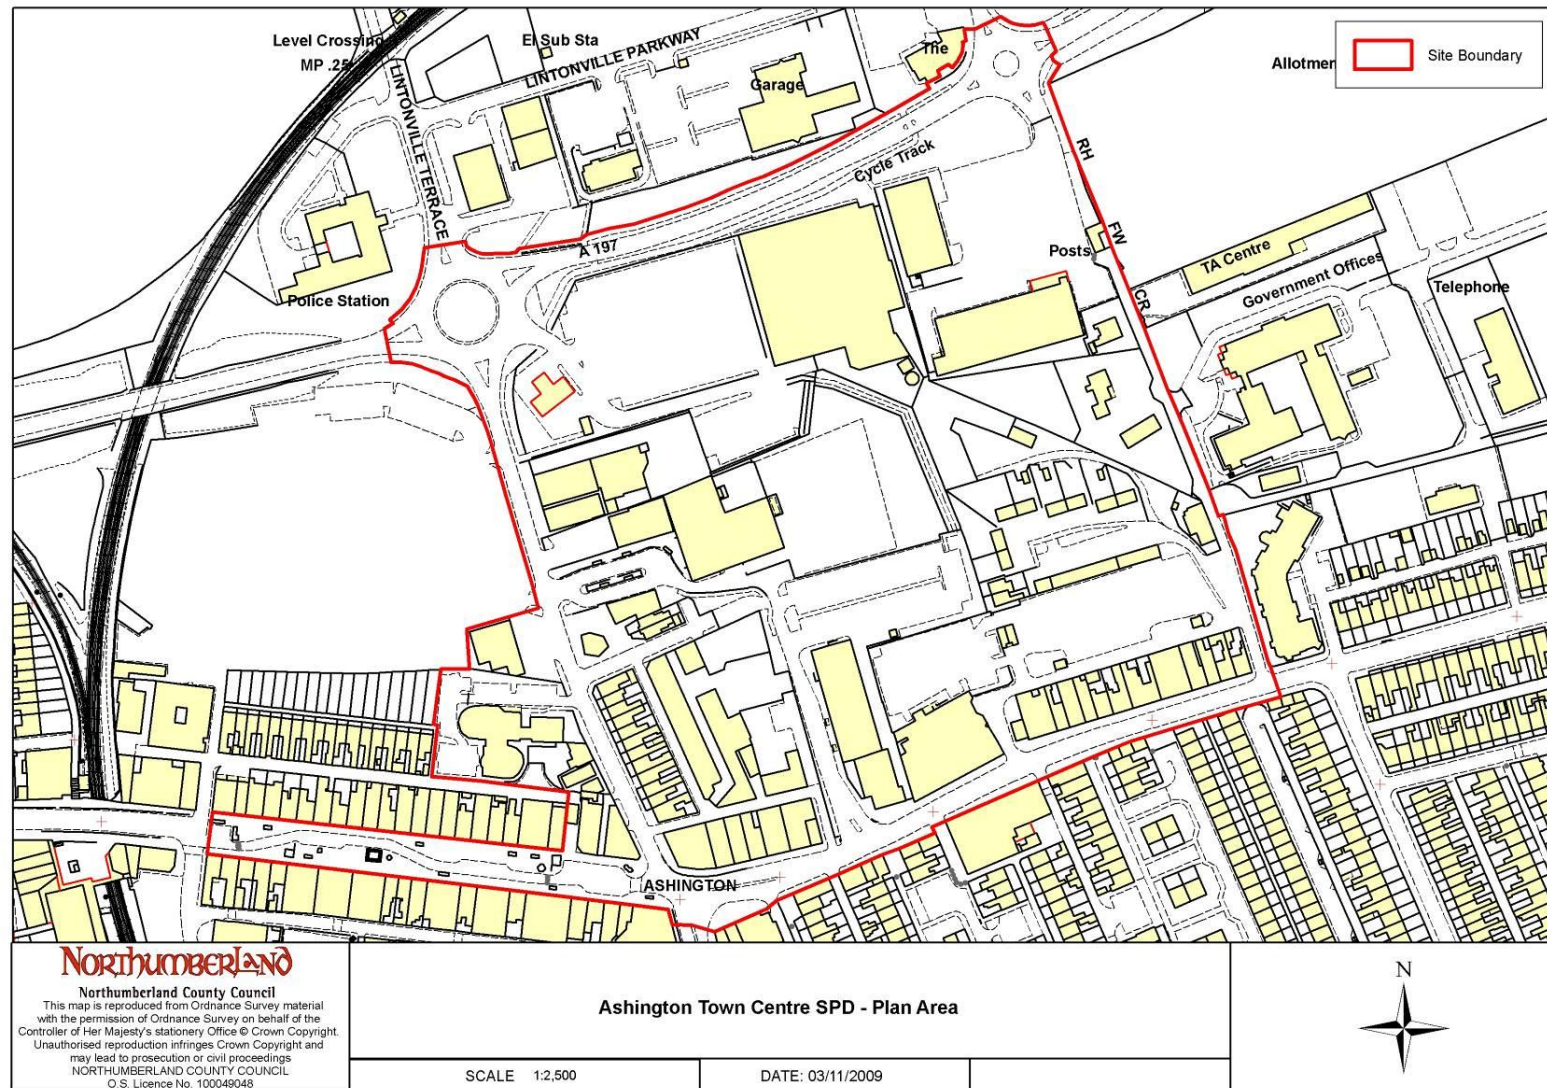 Level Crossing
MP .25
El Sub Sta
LINTONVILLE PARKWAY
The
Allotmen
Site Boundary
Garage
LINTONVILLE TERRACE
Cycle Track
RH
FW
CR
A 197
Posts
TA Centre
Government Offices
Telephone
Police Station
ASHINGTON
NORTHUMBERLAND
Northumberland County Council
This map is reproduced from Ordnance Survey material
with the permission of Ordnance Survey on behalf of the
Controller of Her Majesty's stationery Office © Crown Copyright.
Unauthorised reproduction infringes Crown Copyright and
may lead to prosecution or civil proceedings
NORTHUMBERLAND COUNTY COUNCIL
O.S. Licence No. 100049048
Ashington Town Centre SPD - Plan Area
SCALE 1:2,500
DATE: 03/11/2009
N